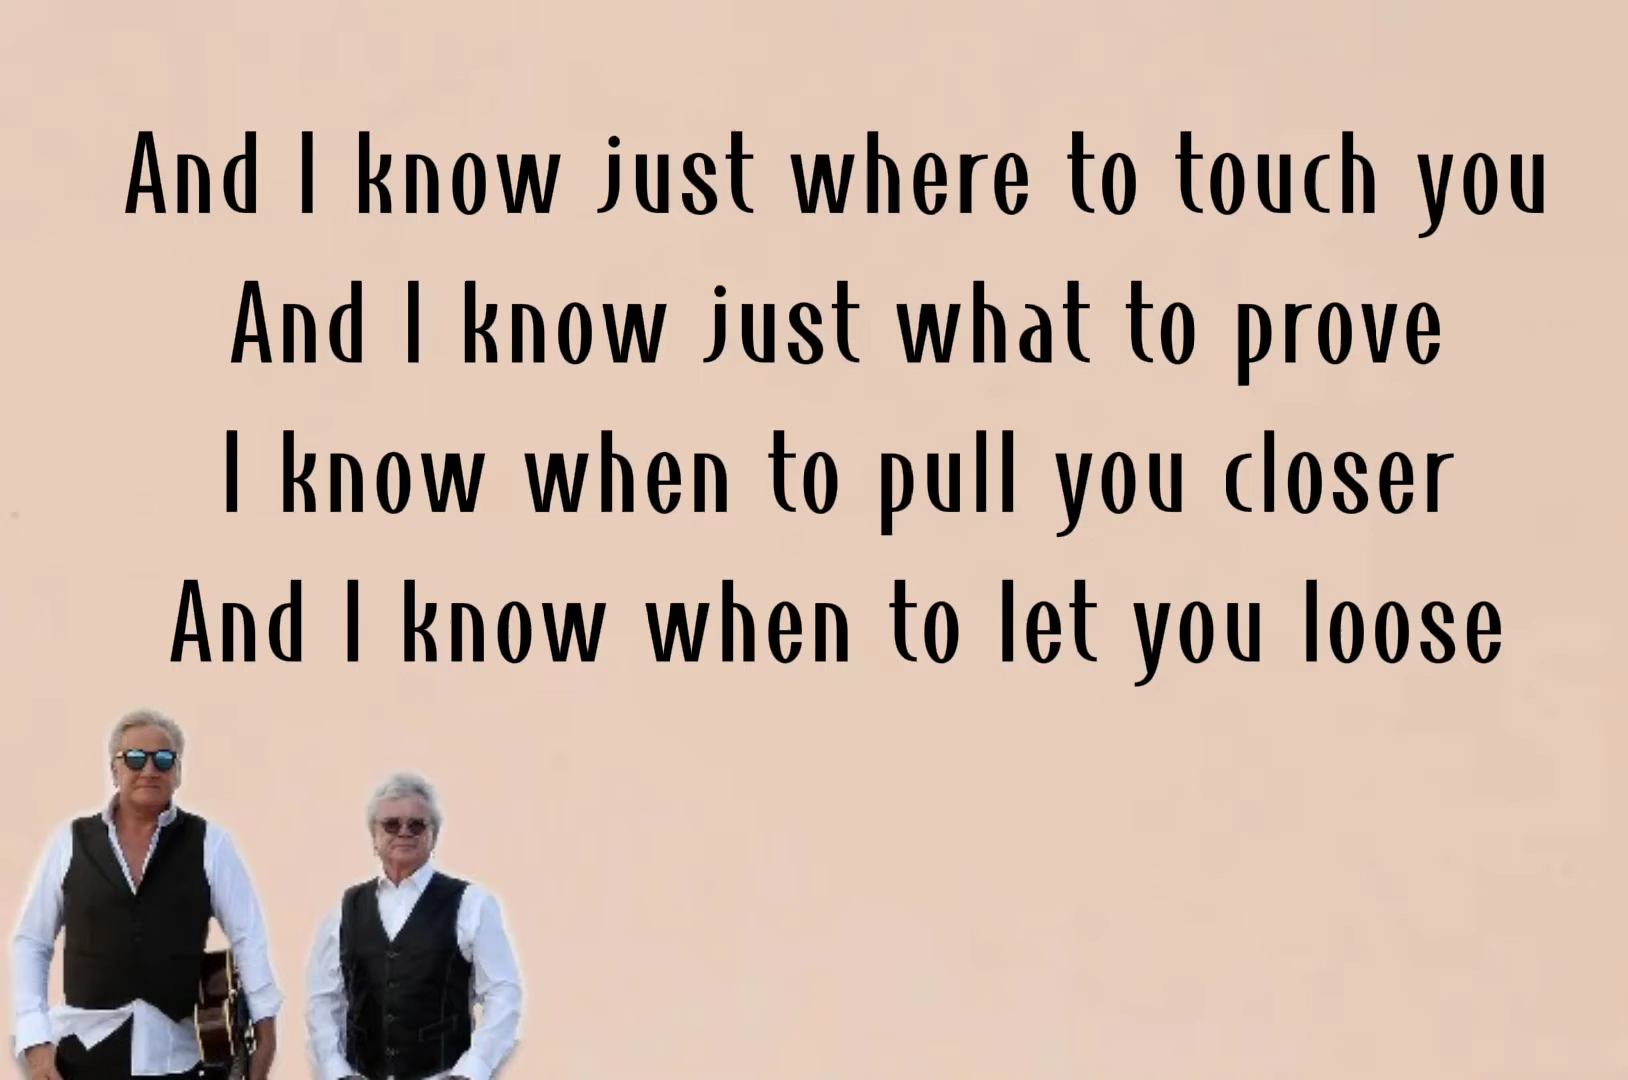 And I know just where to touch you
And I know just what to prove
I know when to pull you closer
And I know when to let you loose